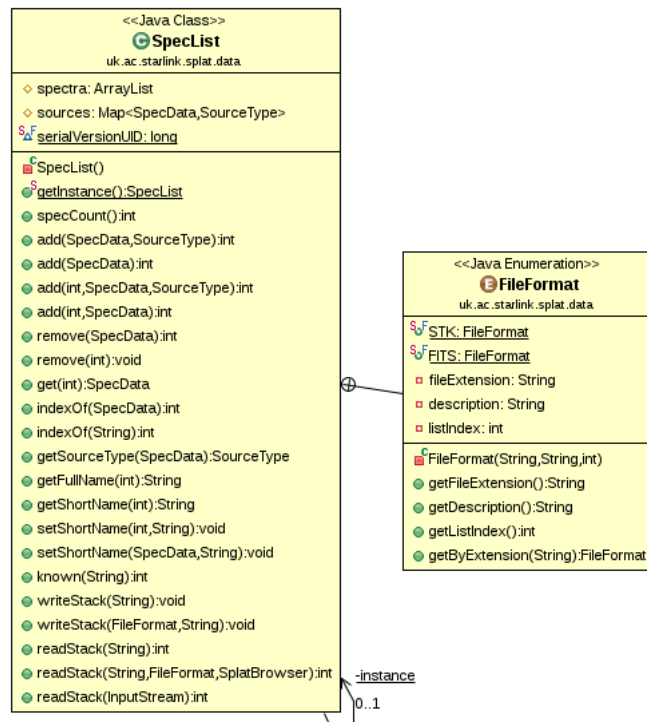 <<Java Class>>
SpecList
uk.ac.starlink.splat.data
spectra: ArrayList
sources: Map<SpecData,SourceType>
serialVersionUID: long
SpecList()
getInstance():SpecList
specCount():int
add(SpecData,SourceType):int
add(SpecData):int
add(int,SpecData,SourceType):int
add(int,SpecData):int
remove(SpecData):int
remove(int):void
get(int):SpecData
indexOf(SpecData):int
indexOf(String):int
getSourceType(SpecData):SourceType
getFullName(int):String
getShortName(int):String
setShortName(int,String):void
setShortName(SpecData,String):void
known(String):int
writeStack(String):void
writeStack(FileFormat,String):void
readStack(String):int
readStack(String,FileFormat,SplatBrowser):int
readStack(InputStream):int
<<Java Enumeration>>
FileFormat
uk.ac.starlink.splat.data
STK: FileFormat
FITS: FileFormat
fileExtension: String
description: String
listIndex: int
FileFormat(String,String,int)
getFileExtension():String
getDescription():String
getListIndex():int
getByExtension(String):FileFormat
-instance
0..1